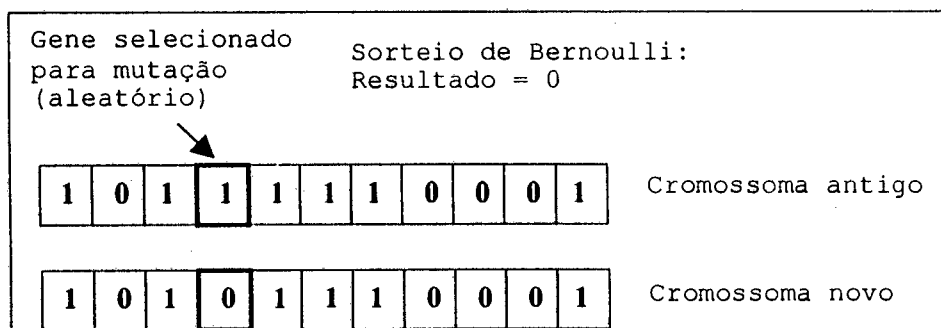 Gene selecionado
para mutação
(aleatório)
Sorteio de Bernoulli:
Resultado = 0
1 0 1 1 1 1 1 0 0 0 1 Cromossoma antigo
1 0 1 0 1 1 1 0 0 0 1 Cromossoma novo